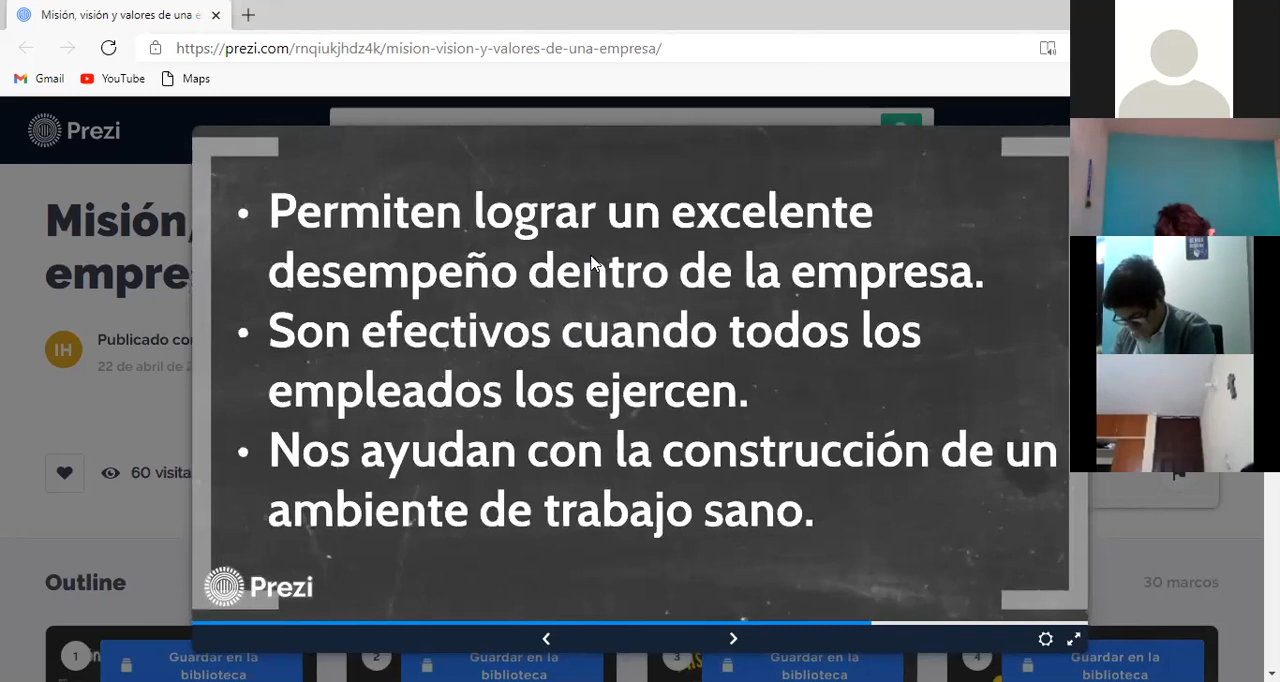 Misión, visión y valores de una e
https://prezi.com/rnqiukjhdz4k/mision-vision-y-valores-de-una-empresa/
Gmail YouTube Maps
Prezi
Misión,
empre
IH
Publicado co
22 de abril de 2
60 visita
• Permiten lograr un excelente
desempeño dentro de la empresa.
• Son efectivos cuando todos los
empleados los ejercen.
• Nos ayudan con la construcción de un
ambiente de trabajo sano.
Prezi
Outline
30 marcos
1 Guardar en la
biblioteca
2 Guardar en la
biblioteca
3 Guardar en la
biblioteca
4 Guardar en la
biblioteca